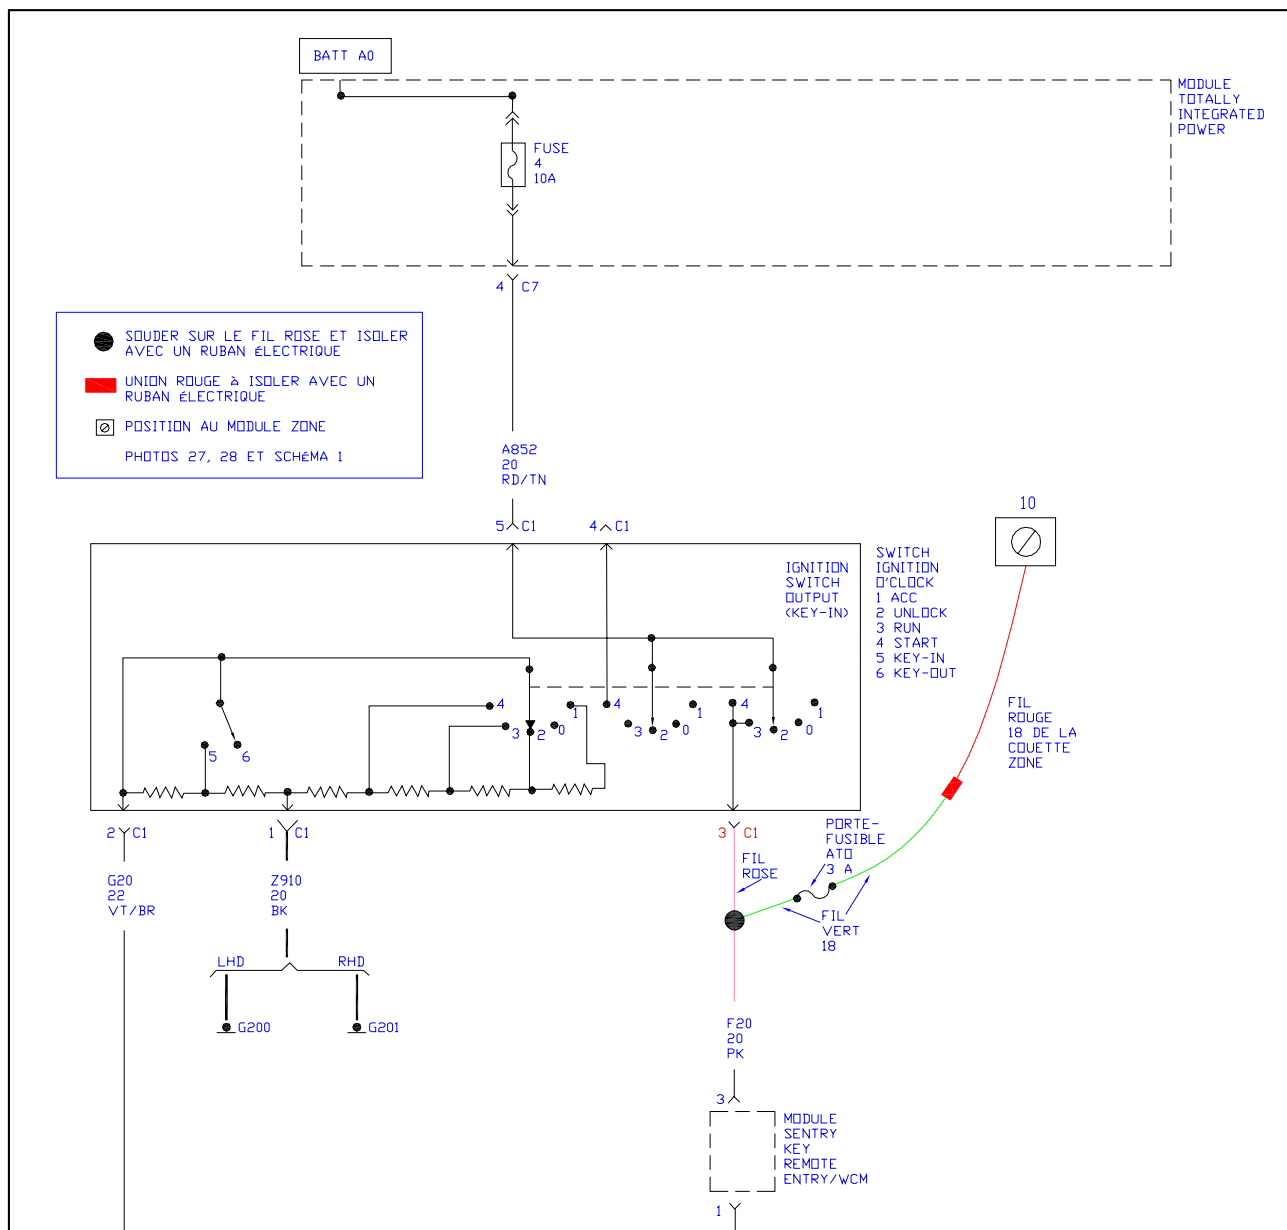 BATT A0
MODULE
TOTALLY
INTEGRATED
POWER
FUSE
4
10A
4 C7
SOUDER SUR LE FIL ROSE ET ISOLER
AVEC UN RUBAN ÉLECTRIQUE
UNION ROUGE À ISOLER AVEC UN
RUBAN ÉLECTRIQUE
POSITION AU MODULE ZONE
PHOTOS 27, 28 ET SCHÉMA 1
A852
20
RD/TN
10
5 C1
4 C1
IGNITION
SWITCH
OUTPUT
(KEY-IN)
SWITCH
IGNITION
O'CLOCK
1 ACC
2 UNLOCK
3 RUN
4 START
5 KEY-IN
6 KEY-OUT
4
3
2
0
1
4
3
2
0
1
4
3
2
0
1
5
6
FIL
ROUGE
18 DE LA
COUETTE
ZONE
2 C1
1 C1
3 C1
PORTE-
FUSIBLE
ATO
3 A
FIL
ROSE
G20
22
VT/BR
Z910
20
BK
FIL
VERT
18
LHD
RHD
G200
G201
F20
20
PK
3
MODULE
SENTRY
KEY
REMOTE
ENTRY/WCM
1